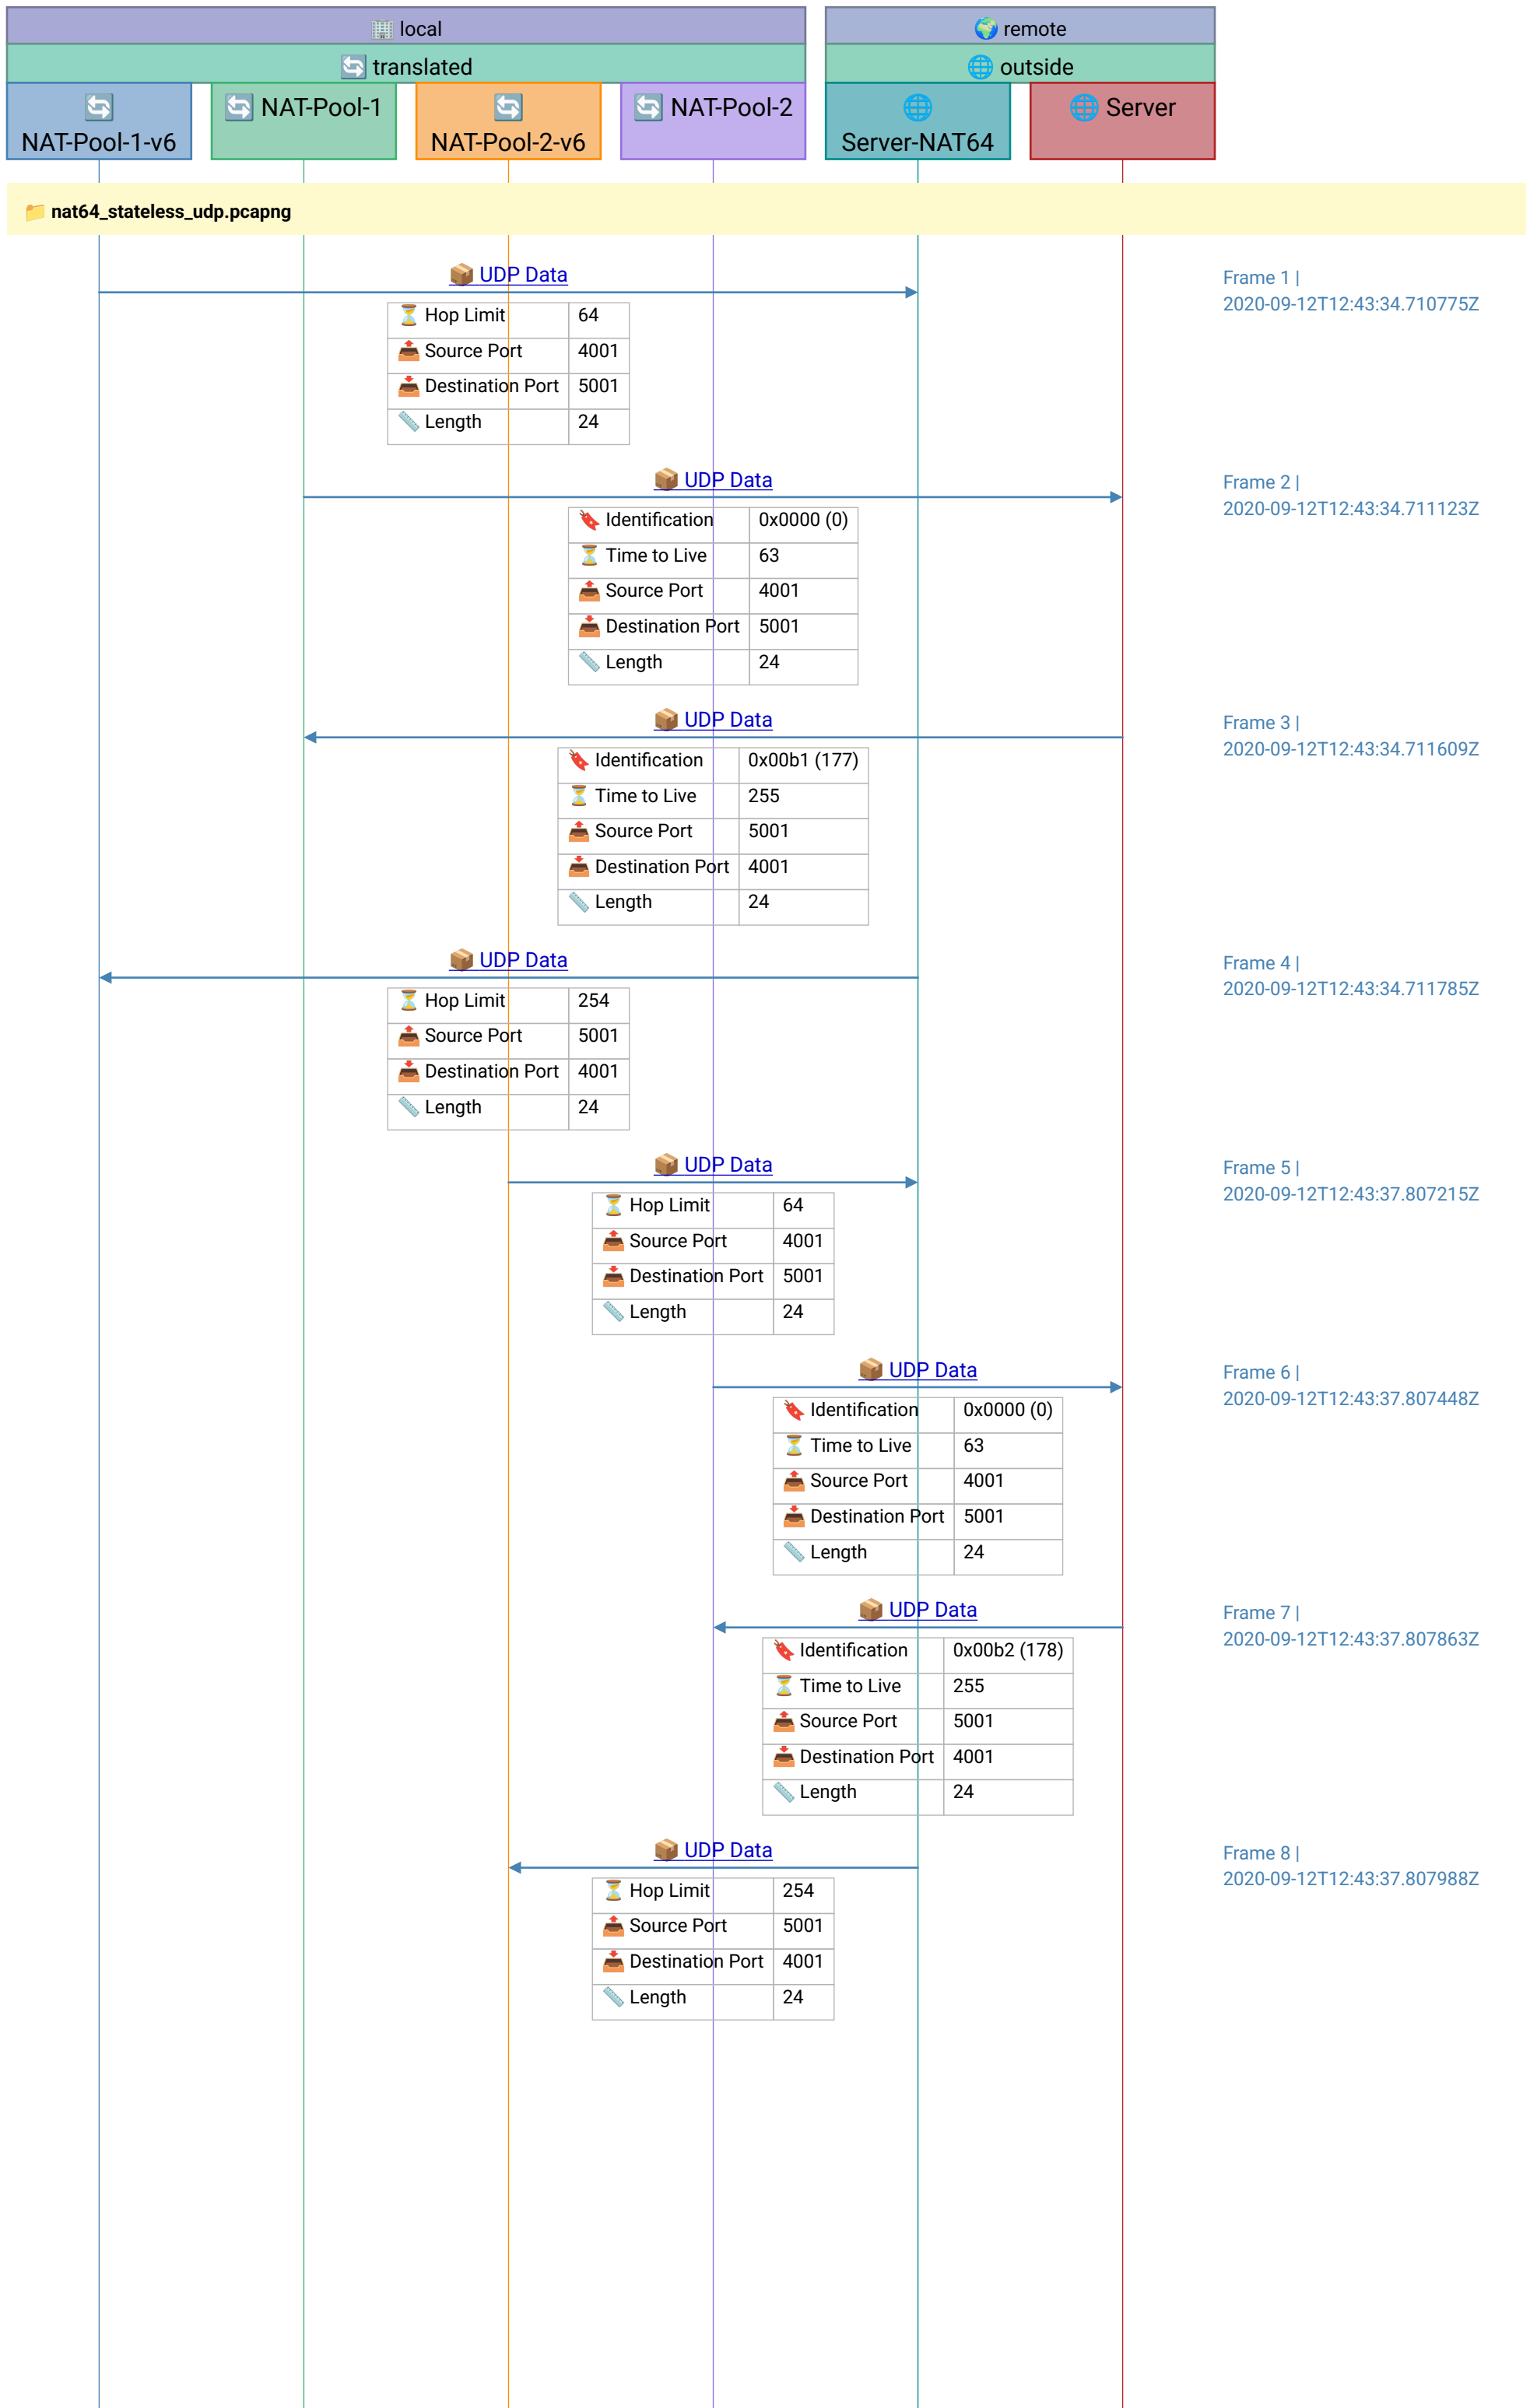 🏢 local
🌍 remote
🔄 translated
🌐 outside
🔄 NAT-Pool-1-v6
🔄 NAT-Pool-1
🔄 NAT-Pool-2-v6
🔄 NAT-Pool-2
🌐 Server-NAT64
🌐 Server
📁 nat64_stateless_udp.pcapng
📦 UDP Data
Frame 1 |
2020-09-12T12:43:34.710775Z
⏳ Hop Limit 64
📤 Source Port 4001
📥 Destination Port 5001
📏 Length 24
📦 UDP Data
Frame 2 |
2020-09-12T12:43:34.711123Z
🔖 Identification 0x0000 (0)
⏳ Time to Live 63
📤 Source Port 4001
📥 Destination Port 5001
📏 Length 24
📦 UDP Data
Frame 3 |
2020-09-12T12:43:34.711609Z
🔖 Identification 0x00b1 (177)
⏳ Time to Live 255
📤 Source Port 5001
📥 Destination Port 4001
📏 Length 24
📦 UDP Data
Frame 4 |
2020-09-12T12:43:34.711785Z
⏳ Hop Limit 254
📤 Source Port 5001
📥 Destination Port 4001
📏 Length 24
📦 UDP Data
Frame 5 |
2020-09-12T12:43:37.807215Z
⏳ Hop Limit 64
📤 Source Port 4001
📥 Destination Port 5001
📏 Length 24
📦 UDP Data
Frame 6 |
2020-09-12T12:43:37.807448Z
🔖 Identification 0x0000 (0)
⏳ Time to Live 63
📤 Source Port 4001
📥 Destination Port 5001
📏 Length 24
📦 UDP Data
Frame 7 |
2020-09-12T12:43:37.807863Z
🔖 Identification 0x00b2 (178)
⏳ Time to Live 255
📤 Source Port 5001
📥 Destination Port 4001
📏 Length 24
📦 UDP Data
Frame 8 |
2020-09-12T12:43:37.807988Z
⏳ Hop Limit 254
📤 Source Port 5001
📥 Destination Port 4001
📏 Length 24